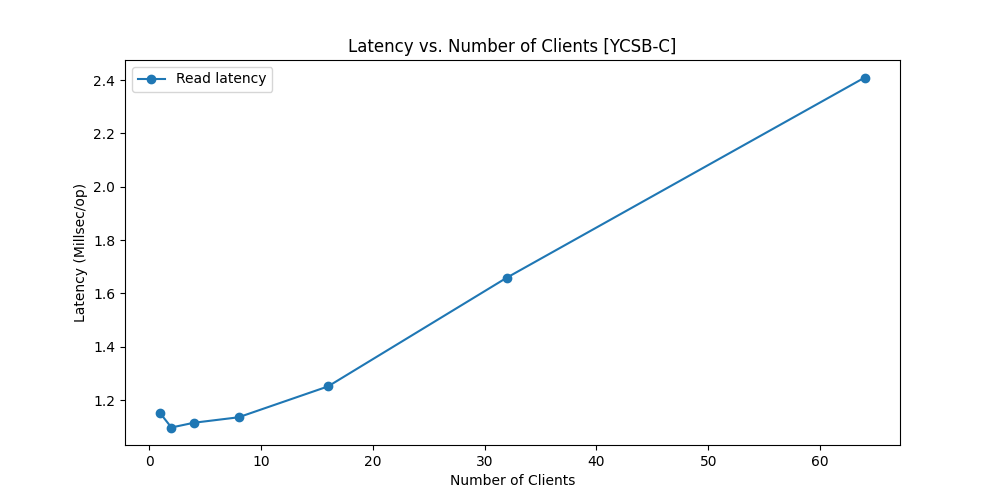 Latency vs. Number of Clients [YCSB-C]
Read latency
Latency (Millsec/op)
2.4
2.2
2.0
1.8
1.6
1.4
1.2
0 10 20 30 40 50 60
Number of Clients